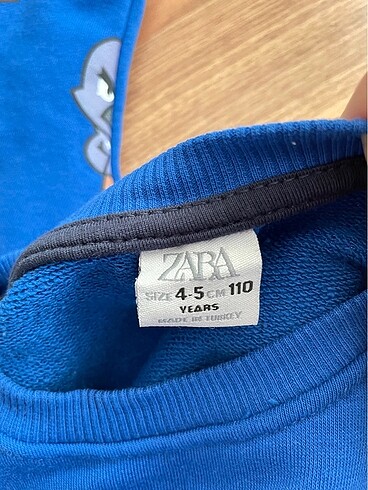 ZARA
SIZE 4-5 CM 110
YEARS
MADE IN TURKEY